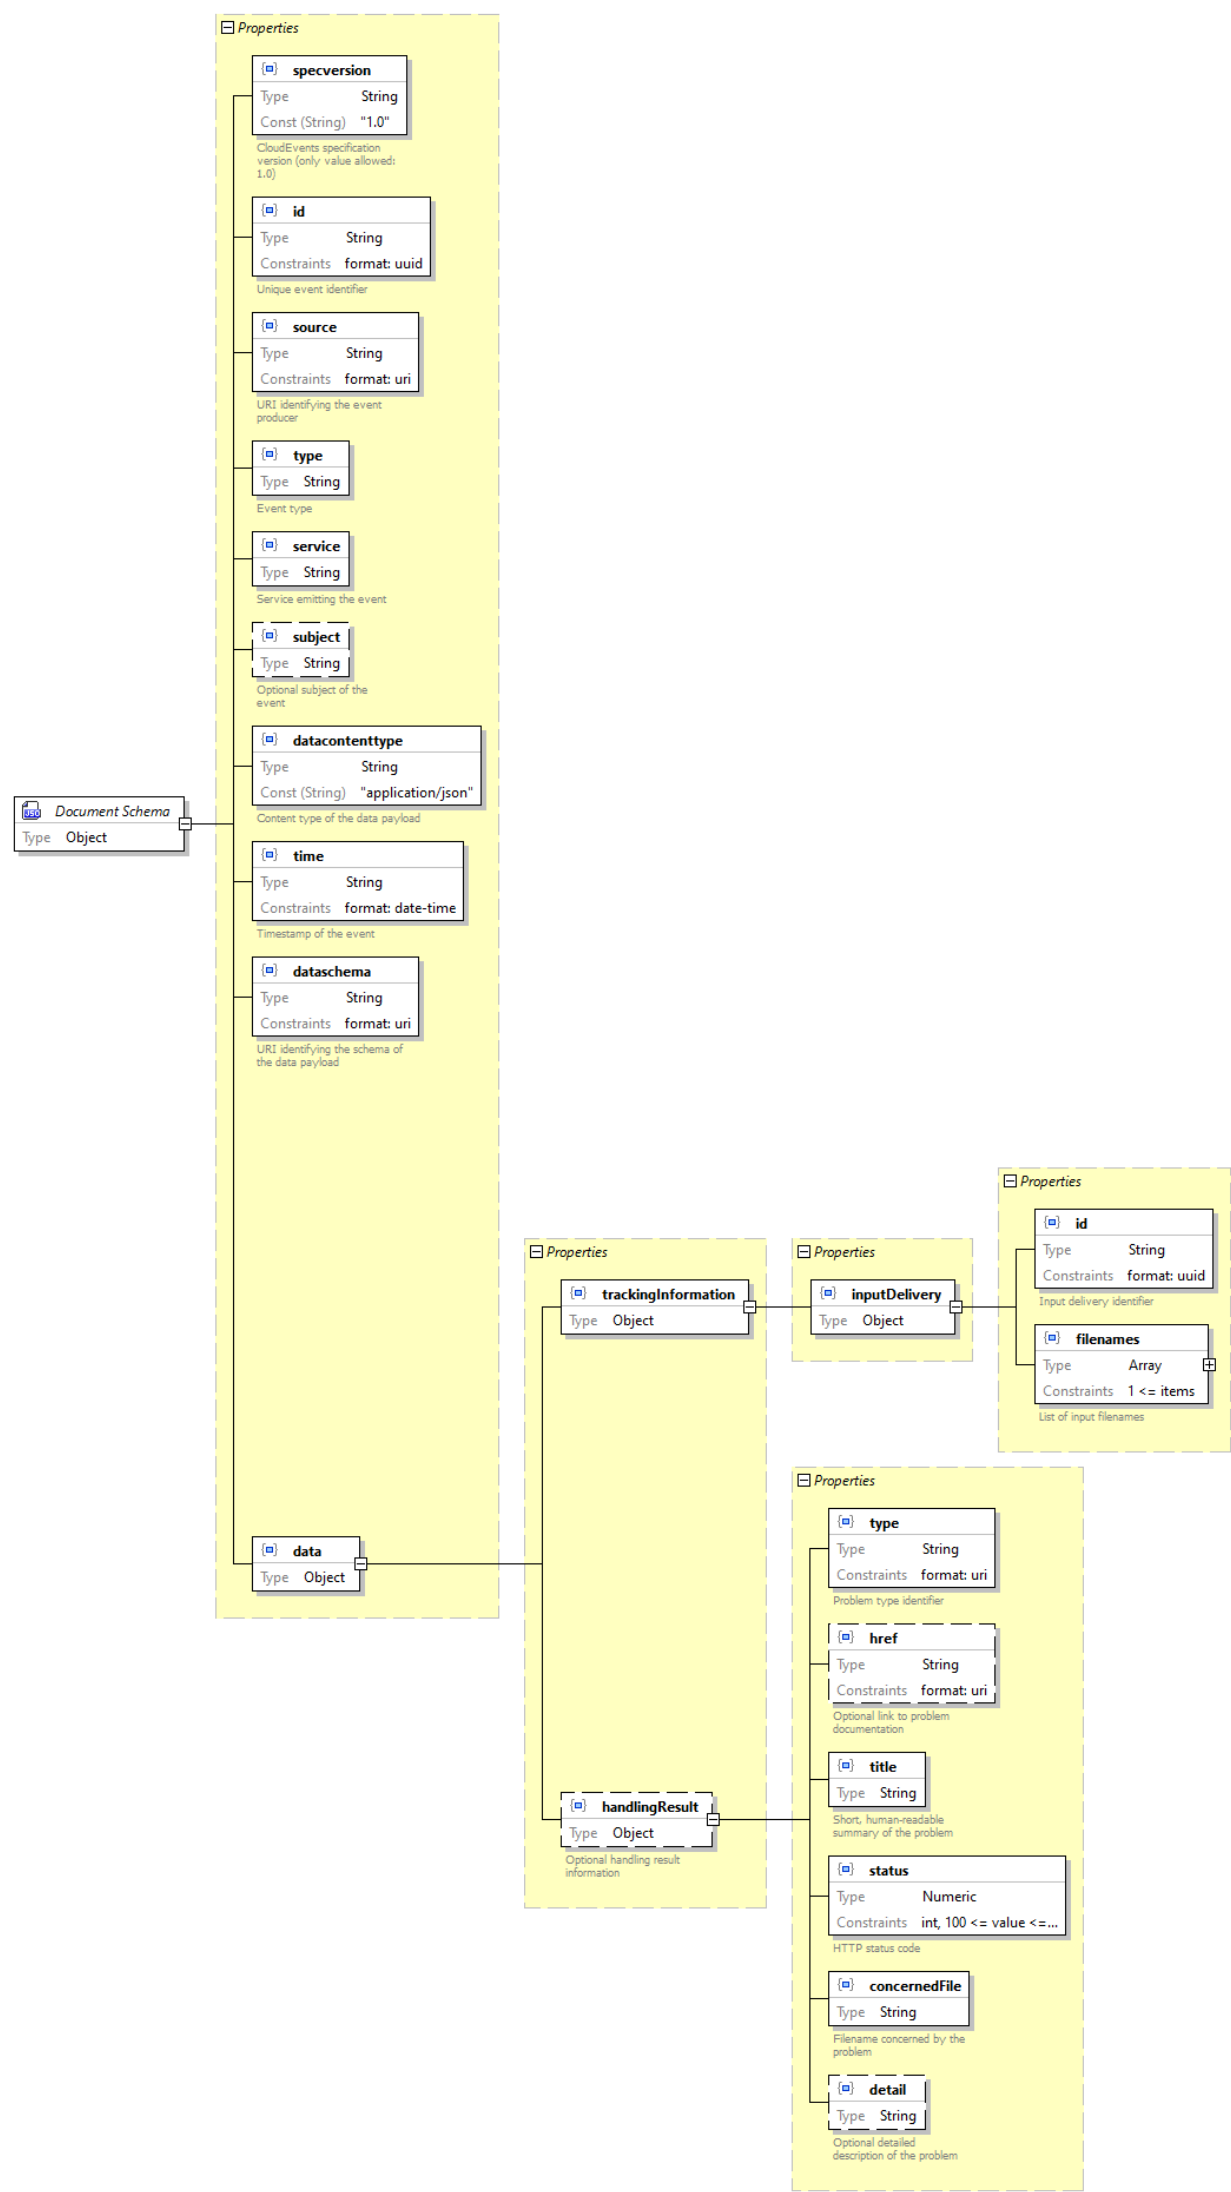 Properties
specversion
Type String
Const (String) "1.0"
CloudEvents specification
version (only value allowed:
1.0)
id
Type String
Constraints format: uuid
Unique event identifier
source
Type String
Constraints format: uri
URI identifying the event
producer
type
Type String
Event type
service
Type String
Service emitting the event
subject
Type String
Optional subject of the
event
datacontenttype
Type String
Const (String) "application/json"
Content type of the data payload
Document Schema
Type Object
time
Type String
Constraints format: date-time
Timestamp of the event
dataschema
Type String
Constraints format: uri
URI identifying the schema of
the data payload
data
Type Object
Properties
trackingInformation
Type Object
Properties
inputDelivery
Type Object
Properties
id
Type String
Constraints format: uuid
Input delivery identifier
filenames
Type Array
Constraints 1 <= items
List of input filenames
handlingResult
Type Object
Optional handling result
information
Properties
type
Type String
Constraints format: uri
Problem type identifier
href
Type String
Constraints format: uri
Optional link to problem
documentation
title
Type String
Short, human-readable
summary of the problem
status
Type Numeric
Constraints int, 100 <= value <=...
HTTP status code
concernedFile
Type String
Filename concerned by the
problem
detail
Type String
Optional detailed
description of the problem